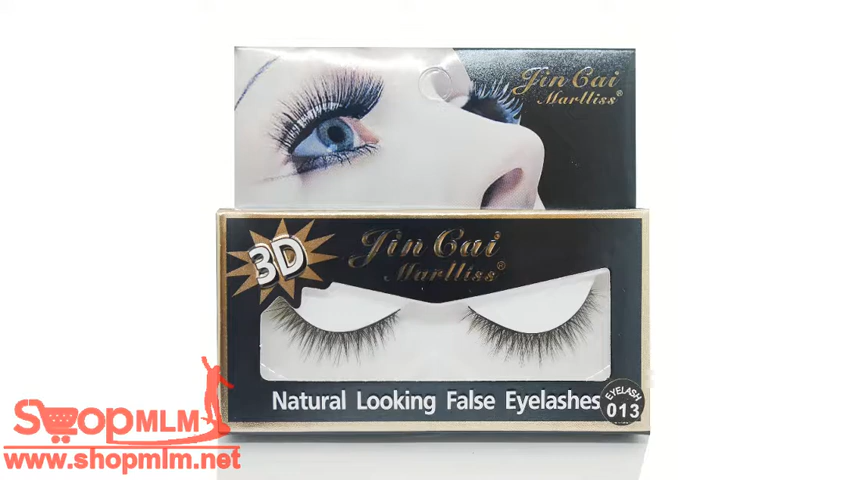 Jin Cai
Marlliss®
3D
Jin Cai
Marlliss®
Natural Looking False Eyelashes
EYELASH
013
ShopMLM
www.shopmlm.net